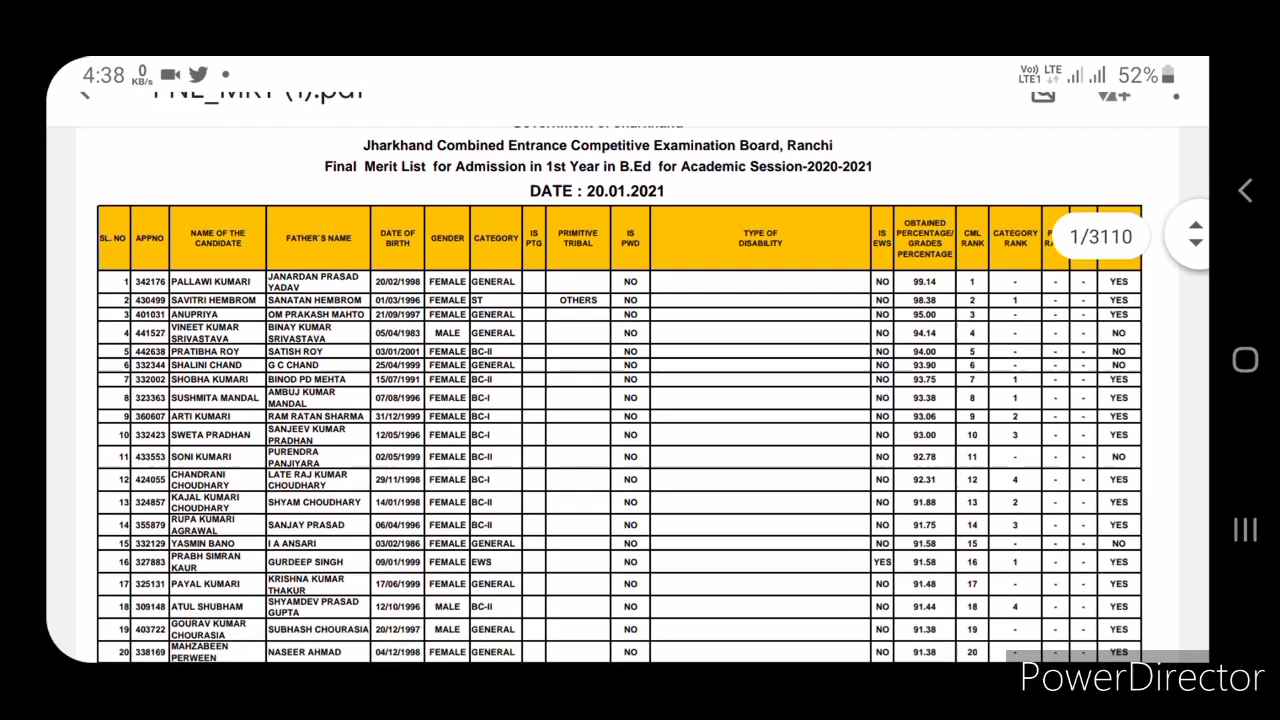 4:38 0 KB/s Vo) LTE LTE1 52%
FNL_MRT (1).pdf
Government of Jharkhand
Jharkhand Combined Entrance Competitive Examination Board, Ranchi
Final Merit List for Admission in 1st Year in B.Ed for Academic Session-2020-2021
DATE : 20.01.2021
SL. NO APPNO NAME OF THE CANDIDATE FATHER`S NAME DATE OF BIRTH GENDER CATEGORY IS PTG PRIMITIVE TRIBAL IS PWD TYPE OF DISABILITY IS EWS OBTAINED PERCENTAGE/ GRADES PERCENTAGE CML RANK CATEGORY RANK
1/3110
1 342176 PALLAWI KUMARI JANARDAN PRASAD YADAV 20/02/1998 FEMALE GENERAL NO NO 99.14 1 - - - YES
2 430499 SAVITRI HEMBROM SANATAN HEMBROM 01/03/1996 FEMALE ST OTHERS NO NO 98.38 2 1 - - YES
3 401031 ANUPRIYA OM PRAKASH MAHTO 21/09/1997 FEMALE GENERAL NO NO 95.00 3 - - - YES
4 441527 VINEET KUMAR SRIVASTAVA BINAY KUMAR SRIVASTAVA 05/04/1983 MALE GENERAL NO NO 94.14 4 - - - NO
5 442638 PRATIBHA ROY SATISH ROY 03/01/2001 FEMALE BC-II NO NO 94.00 5 - - - NO
6 332344 SHALINI CHAND G C CHAND 25/04/1999 FEMALE GENERAL NO NO 93.90 6 - - - NO
7 332002 SHOBHA KUMARI BINOD PD MEHTA 15/07/1991 FEMALE BC-II NO NO 93.75 7 1 - - YES
8 323363 SUSHMITA MANDAL AMBUJ KUMAR MANDAL 07/08/1996 FEMALE BC-I NO NO 93.38 8 1 - - YES
9 360607 ARTI KUMARI RAM RATAN SHARMA 31/12/1999 FEMALE BC-I NO NO 93.06 9 2 - - YES
10 332423 SWETA PRADHAN SANJEEV KUMAR PRADHAN 12/05/1996 FEMALE BC-I NO NO 93.00 10 3 - - YES
11 433553 SONI KUMARI PURENDRA PANJIYARA 02/05/1999 FEMALE BC-II NO NO 92.78 11 - - - NO
12 424055 CHANDRANI CHOUDHARY LATE RAJ KUMAR CHOUDHARY 29/11/1998 FEMALE BC-I NO NO 92.31 12 4 - - YES
13 324857 KAJAL KUMARI CHOUDHARY SHYAM CHOUDHARY 14/01/1998 FEMALE BC-II NO NO 91.88 13 2 - - YES
14 355879 RUPA KUMARI AGRAWAL SANJAY PRASAD 06/04/1996 FEMALE BC-II NO NO 91.75 14 3 - - YES
15 332129 YASMIN BANO I A ANSARI 03/02/1986 FEMALE GENERAL NO NO 91.58 15 - - - NO
16 327883 PRABH SIMRAN KAUR GURDEEP SINGH 09/01/1999 FEMALE EWS NO YES 91.58 16 1 - - YES
17 325131 PAYAL KUMARI KRISHNA KUMAR THAKUR 17/06/1999 FEMALE GENERAL NO NO 91.48 17 - - - YES
18 309148 ATUL SHUBHAM SHYAMDEV PRASAD GUPTA 12/10/1996 MALE BC-II NO NO 91.44 18 4 - - YES
19 403722 GOURAV KUMAR CHOURASIA SUBHASH CHOURASIA 20/12/1997 MALE GENERAL NO NO 91.38 19 - - - YES
20 338169 MAHZABEEN PERWEEN NASEER AHMAD 04/12/1998 FEMALE GENERAL NO NO 91.38 20 - - - YES
PowerDirector